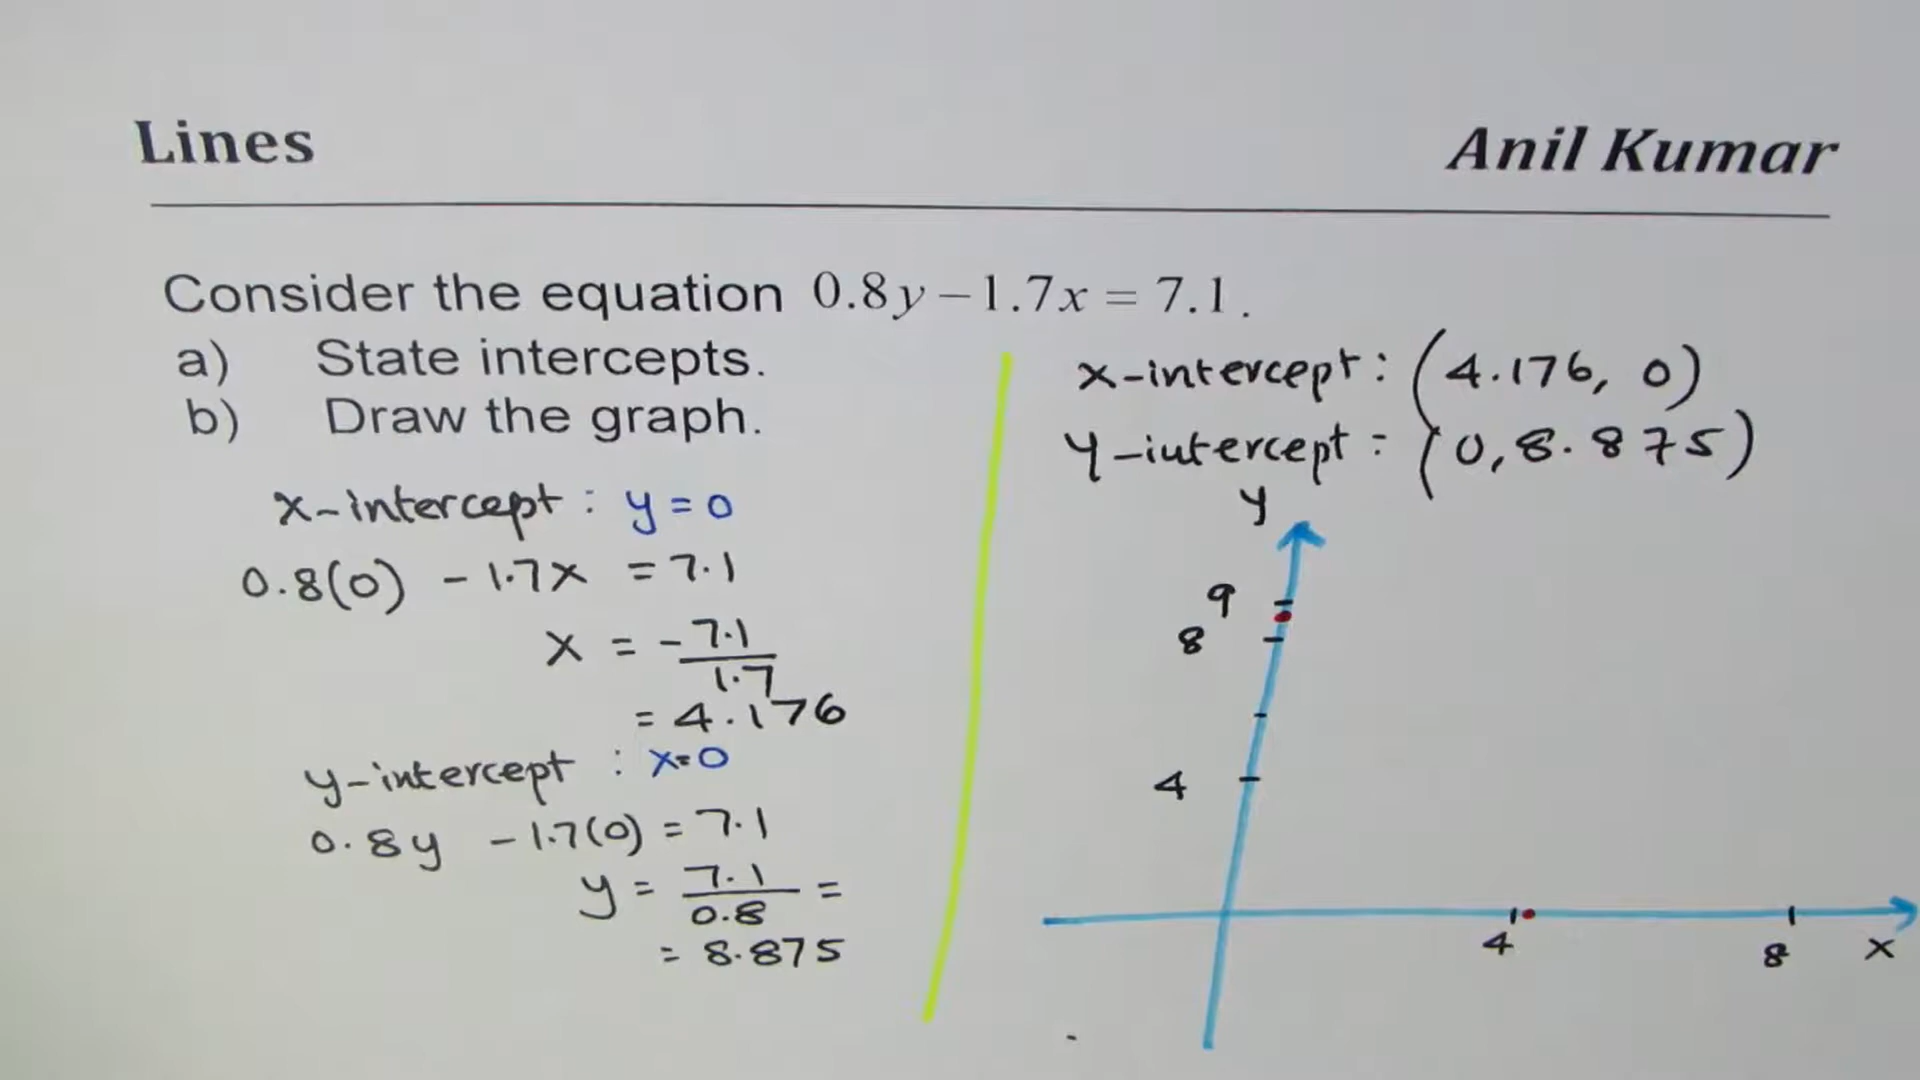 Lines
Anil Kumar
Consider the equation 0.8y – 1.7x = 7.1.
a) State intercepts.
b) Draw the graph.
x-intercept : y = 0
0.8(0) - 1.7x = 7.1
x = -7.1/1.7
= 4.176
y-intercept : x=0
0.8y - 1.7(0) = 7.1
y = 7.1/0.8 =
= 8.875
x-intercept: (4.176, 0)
y-intercept = (0, 8.875)
y
9
8
4
4
8
x